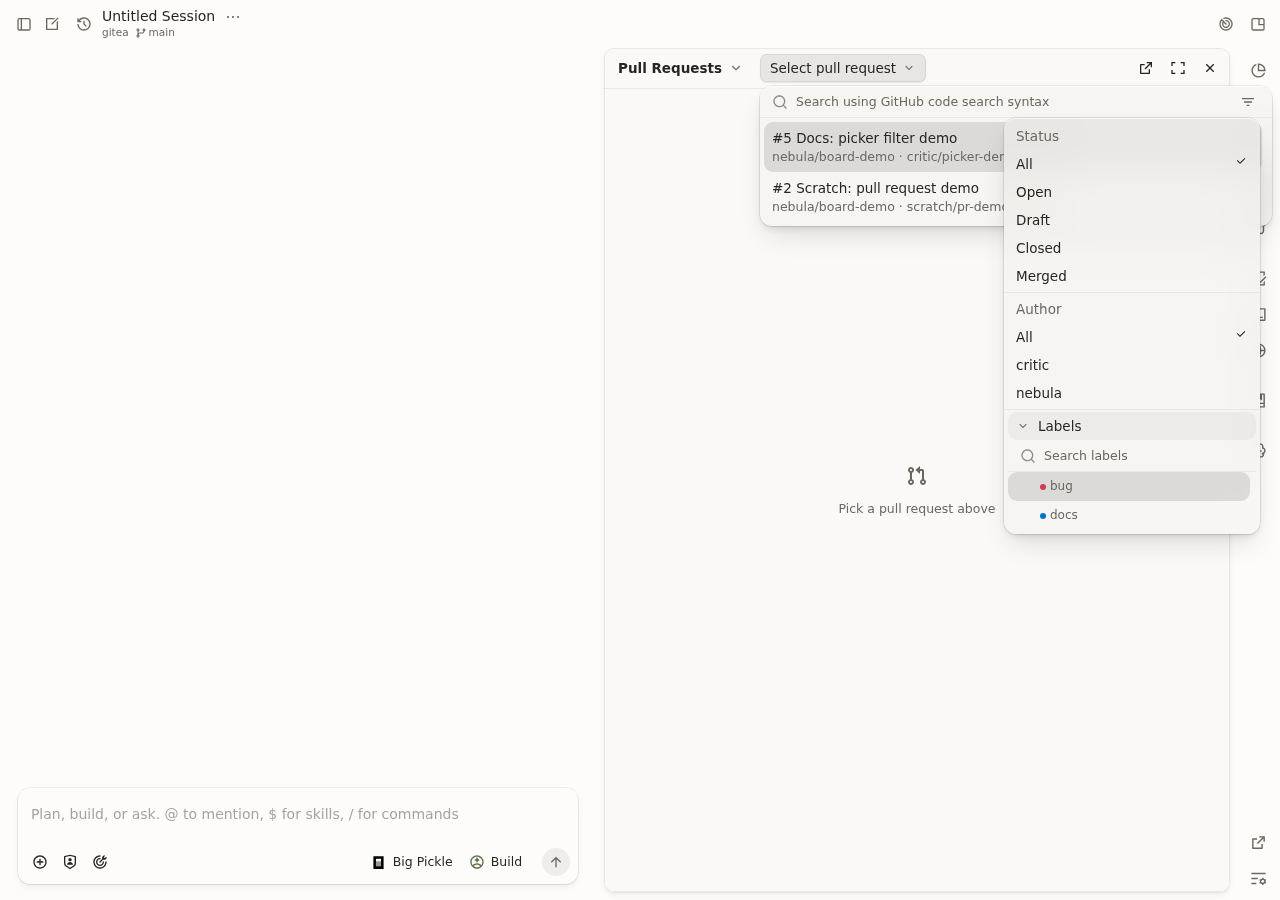 Untitled Session
gitea main
Pull Requests
Select pull request
Search using GitHub code search syntax
#5 Docs: picker filter demo
nebula/board-demo · critic/picker-
#2 Scratch: pull request demo
nebula/board-demo · scratch/pr-demo
Status
All
Open
Draft
Closed
Merged
Author
All
critic
nebula
Labels
Search labels
bug
docs
Pick a pull request above
Plan, build, or ask. @ to mention, $ for skills, / for commands
Big Pickle
Build